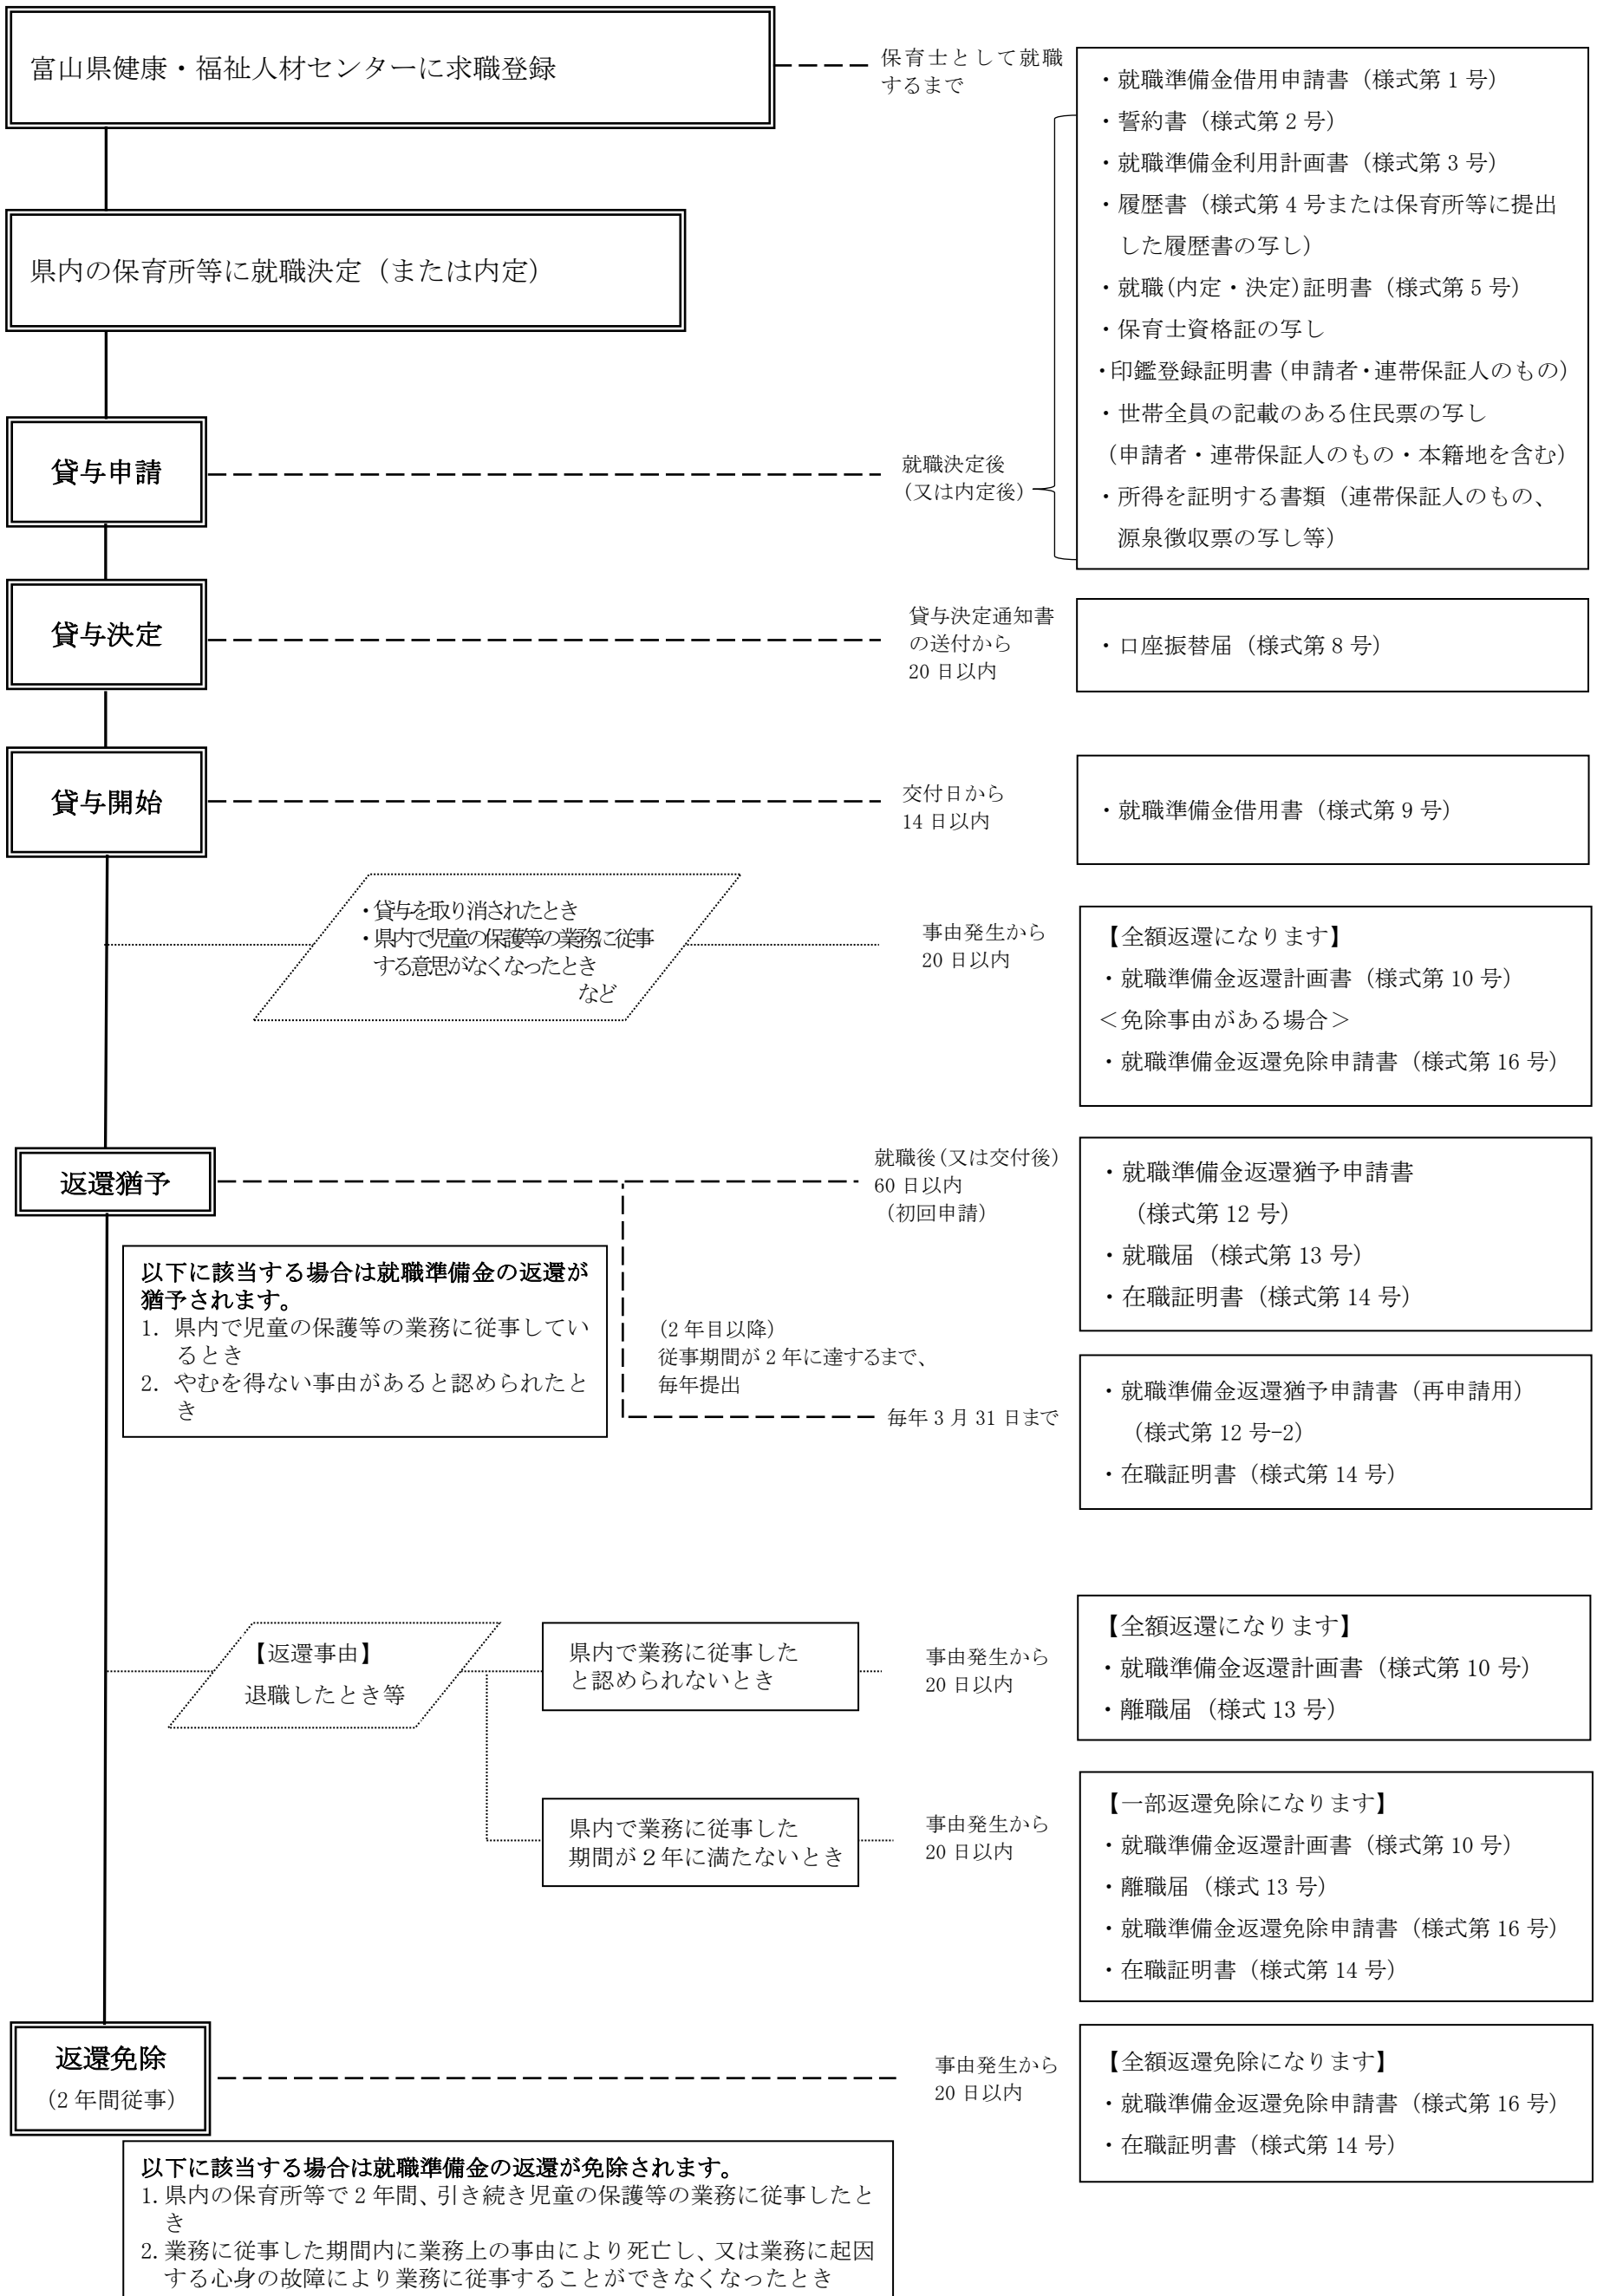 富山県健康・福祉人材センターに求職登録
保育士として就職
するまで
県内の保育所等に就職決定（または内定）
貸与申請
就職決定後
（又は内定後）
・就職準備金借用申請書（様式第 1 号）
・誓約書（様式第 2 号）
・就職準備金利用計画書（様式第 3 号）
・履歴書（様式第 4 号または保育所等に提出
した履歴書の写し）
・就職(内定・決定)証明書（様式第 5 号）
・保育士資格証の写し
・印鑑登録証明書（申請者・連帯保証人のもの）
・世帯全員の記載のある住民票の写し
（申請者・連帯保証人のもの・本籍地を含む）
・所得を証明する書類（連帯保証人のもの、
源泉徴収票の写し等）
貸与決定
貸与決定通知書
の送付から
20 日以内
・口座振替届（様式第 8 号）
貸与開始
交付日から
14 日以内
・就職準備金借用書（様式第 9 号）
・貸与を取り消されたとき
・県内で児童の保護等の業務に従事
する意思がなくなったとき
など
事由発生から
20 日以内
【全額返還になります】
・就職準備金返還計画書（様式第 10 号）
＜免除事由がある場合＞
・就職準備金返還免除申請書（様式第 16 号）
返還猶予
就職後(又は交付後)
60 日以内
（初回申請）
・就職準備金返還猶予申請書
（様式第 12 号）
・就職届（様式第 13 号）
・在職証明書（様式第 14 号）
以下に該当する場合は就職準備金の返還が
猶予されます。
1. 県内で児童の保護等の業務に従事してい
るとき
2. やむを得ない事由があると認められたと
き
(2 年目以降)
従事期間が 2 年に達するまで、
毎年提出
毎年 3 月 31 日まで
・就職準備金返還猶予申請書（再申請用）
（様式第 12 号-2）
・在職証明書（様式第 14 号）
【返還事由】
退職したとき等
県内で業務に従事した
と認められないとき
事由発生から
20 日以内
【全額返還になります】
・就職準備金返還計画書（様式第 10 号）
・離職届（様式 13 号）
県内で業務に従事した
期間が２年に満たないとき
事由発生から
20 日以内
【一部返還免除になります】
・就職準備金返還計画書（様式第 10 号）
・離職届（様式 13 号）
・就職準備金返還免除申請書（様式第 16 号）
・在職証明書（様式第 14 号）
返還免除
（2 年間従事）
事由発生から
20 日以内
【全額返還免除になります】
・就職準備金返還免除申請書（様式第 16 号）
・在職証明書（様式第 14 号）
以下に該当する場合は就職準備金の返還が免除されます。
1. 県内の保育所等で 2 年間、引き続き児童の保護等の業務に従事したと
き
2. 業務に従事した期間内に業務上の事由により死亡し、又は業務に起因
する心身の故障により業務に従事することができなくなったとき